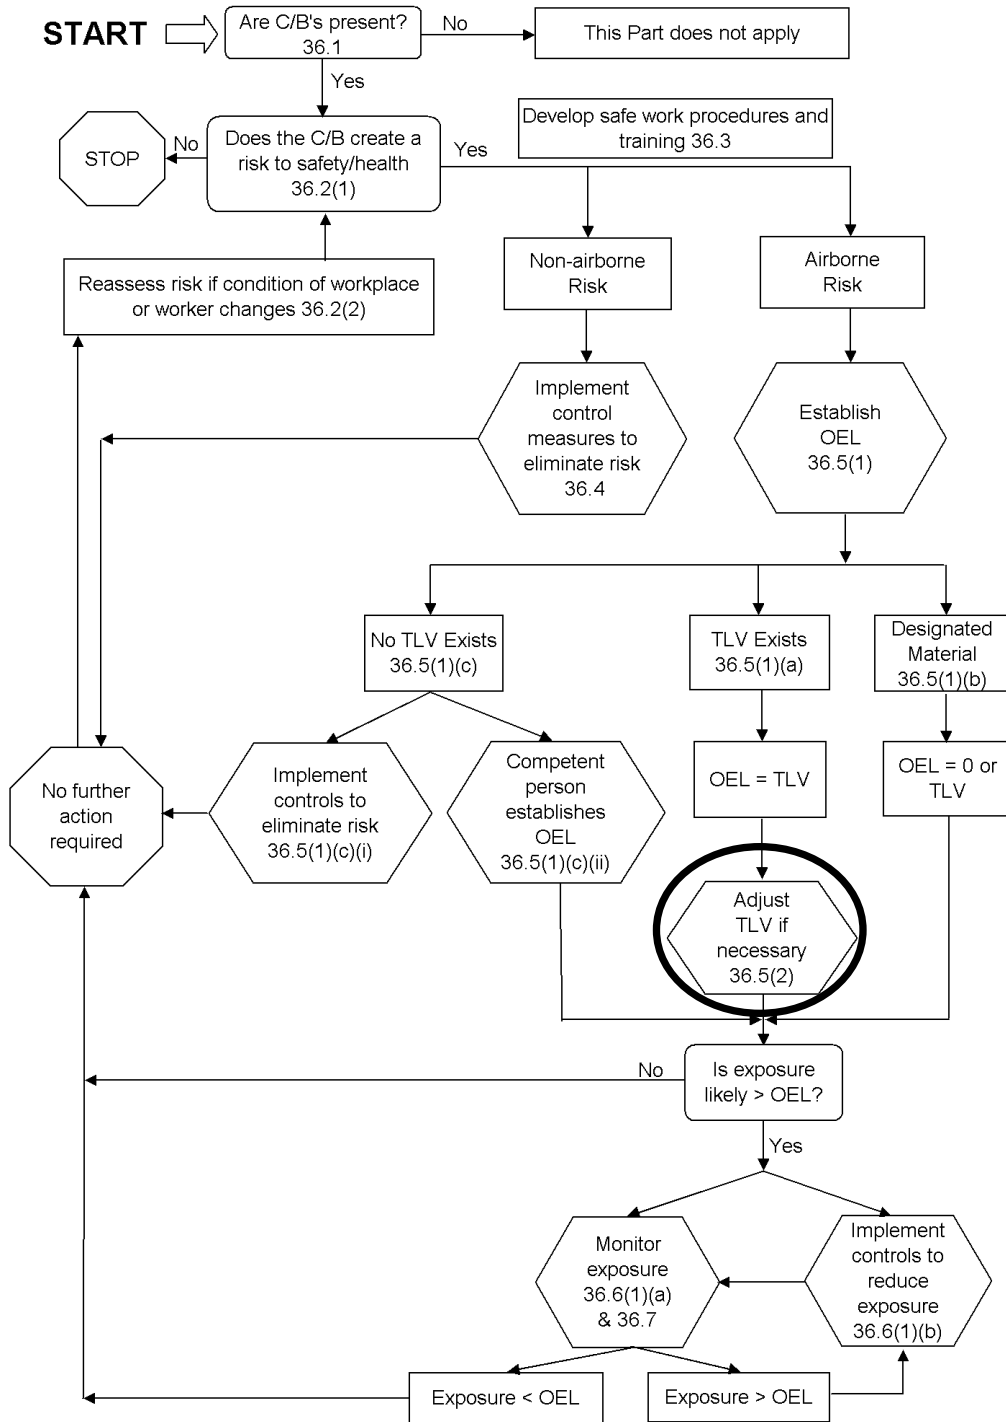 START
Are C/B's present?
36.1
No
This Part does not apply
Yes
Develop safe work procedures and
training 36.3
STOP
No
Does the C/B create a
risk to safety/health
36.2(1)
Yes
Reassess risk if condition of workplace
or worker changes 36.2(2)
Non-airborne
Risk
Airborne
Risk
Implement
control
measures to
eliminate risk
36.4
Establish
OEL
36.5(1)
No TLV Exists
36.5(1)(c)
TLV Exists
36.5(1)(a)
Designated
Material
36.5(1)(b)
No further
action
required
Implement
controls to
eliminate risk
36.5(1)(c)(i)
Competent
person
establishes
OEL
36.5(1)(c)(ii)
OEL = TLV
OEL = 0 or
TLV
Adjust
TLV if
necessary
36.5(2)
No
Is exposure
likely > OEL?
Yes
Monitor
exposure
36.6(1)(a)
& 36.7
Implement
controls to
reduce
exposure
36.6(1)(b)
Exposure < OEL
Exposure > OEL